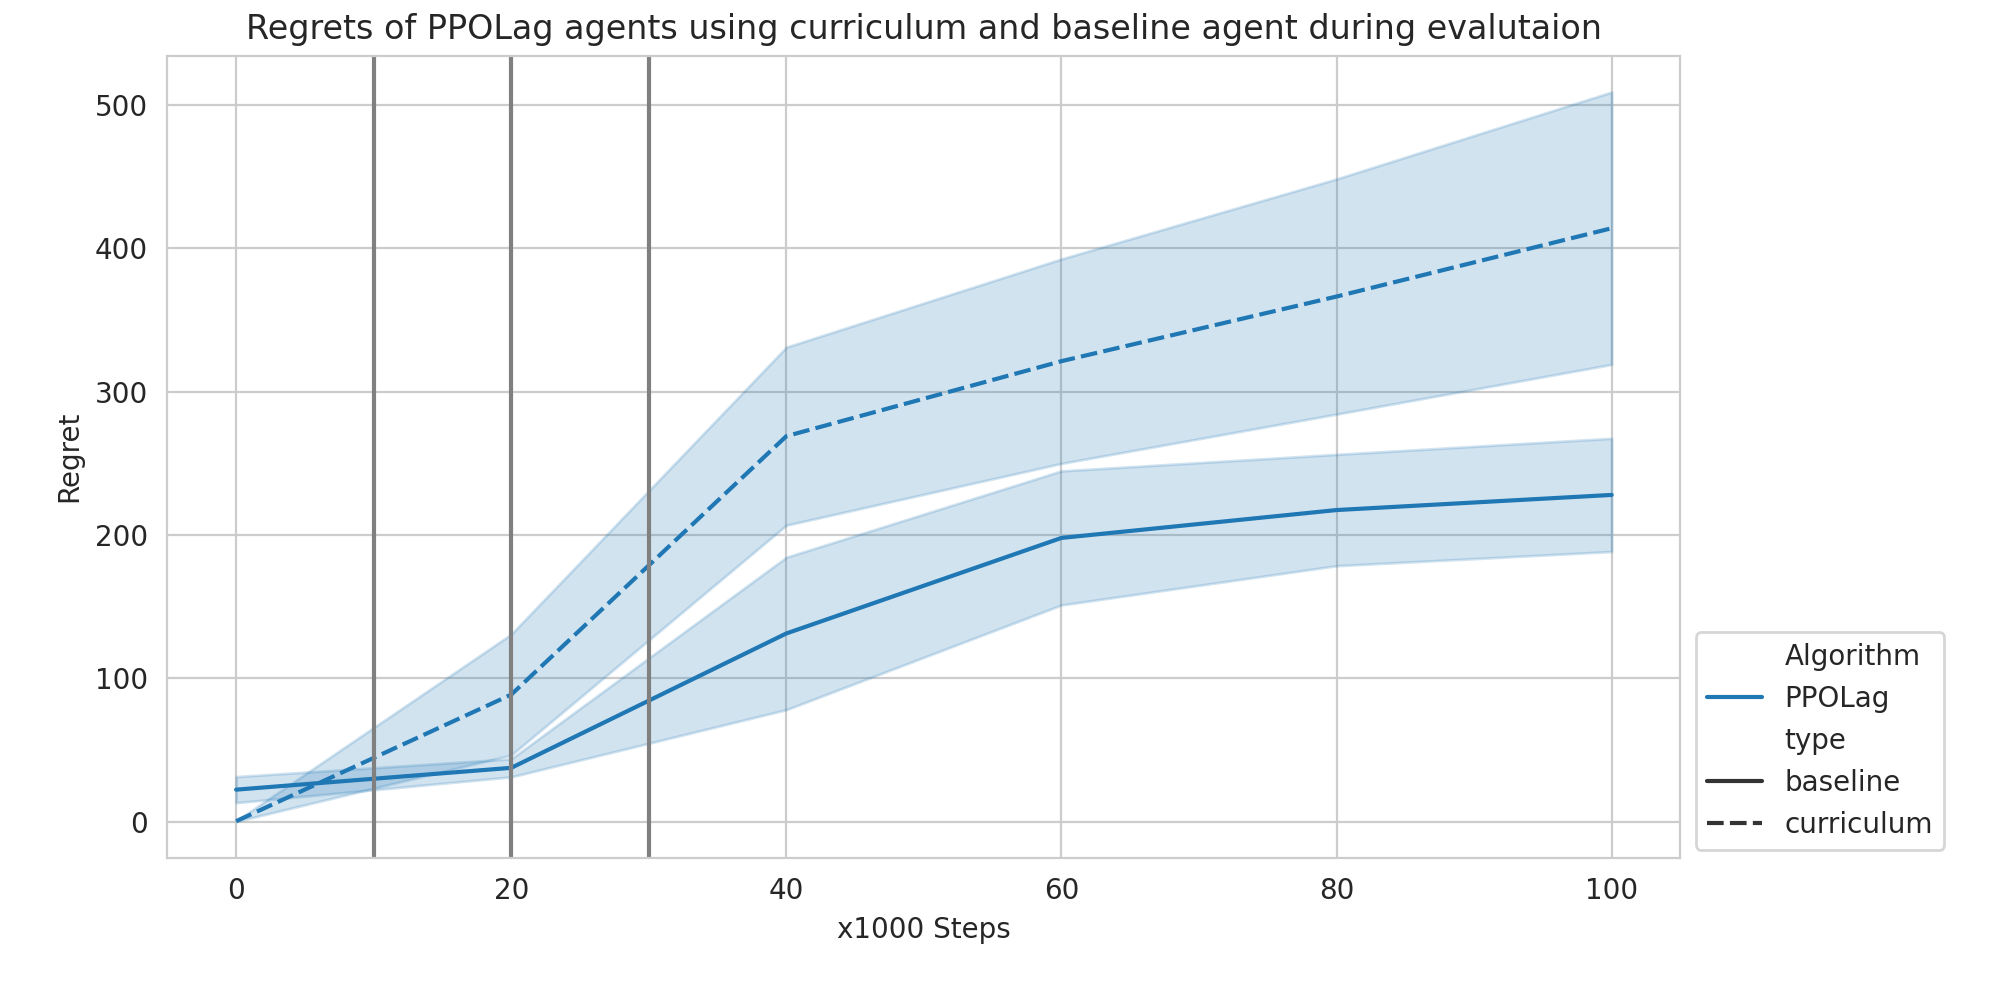 Regrets of PPOLag agents using curriculum and baseline agent during evalutaion
500
400
300
200
100
0
Regret
0 20 40 60 80 100
x1000 Steps
Algorithm
PPOLag
type
baseline
curriculum